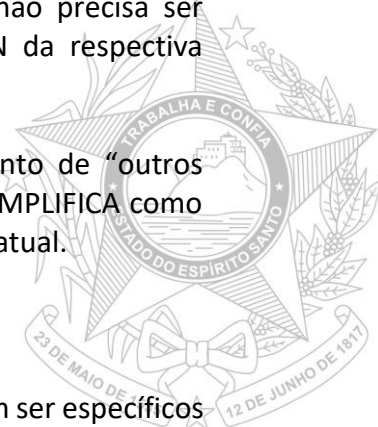 não precisa ser
N da respectiva
nto de “outros
MPLIFICA como
atual.
m ser específicos
TRABALHA E CONFIA
ESTADO DO ESPÍRITO SANTO
23 DE MAIO DE
12 DE JUNHO DE 1817